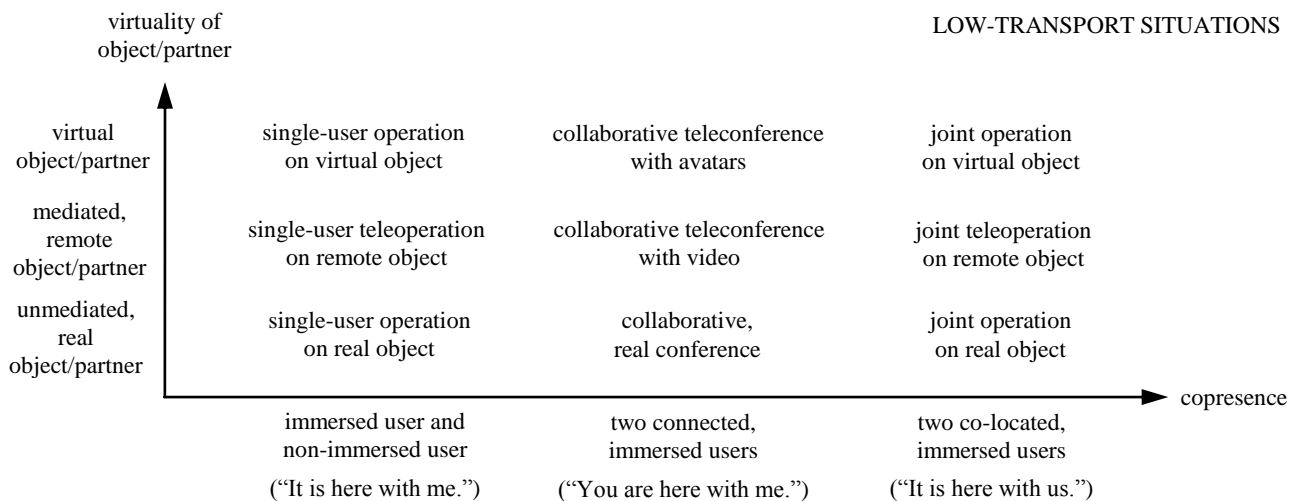 virtuality of
object/partner
LOW-TRANSPORT SITUATIONS
virtual
object/partner
single-user operation
on virtual object
collaborative teleconference
with avatars
joint operation
on virtual object
mediated,
remote
object/partner
single-user teleoperation
on remote object
collaborative teleconference
with video
joint teleoperation
on remote object
unmediated,
real
object/partner
single-user operation
on real object
collaborative,
real conference
joint operation
on real object
copresence
immersed user and
non-immersed user
(“It is here with me.”)
two connected,
immersed users
(“You are here with me.”)
two co-located,
immersed users
(“It is here with us.”)